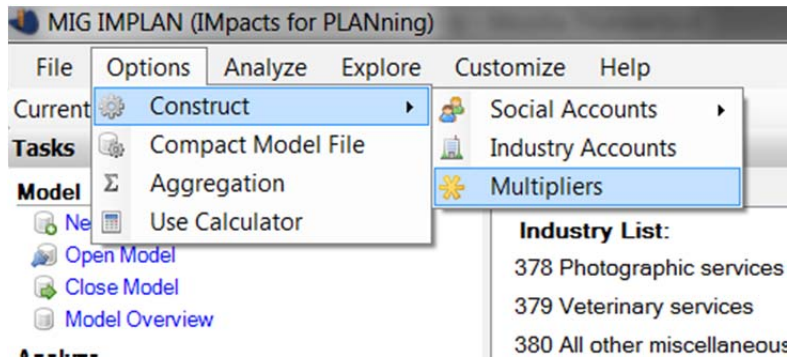 MIG IMPLAN (IMpacts for PLANning)
File Options Analyze Explore Customize Help
Current Construct Social Accounts
Tasks Compact Model File Industry Accounts
Model Σ Aggregation Multipliers
Ne Use Calculator Industry List:
Open Model 378 Photographic services
Close Model 379 Veterinary services
Model Overview 380 All other miscellaneous